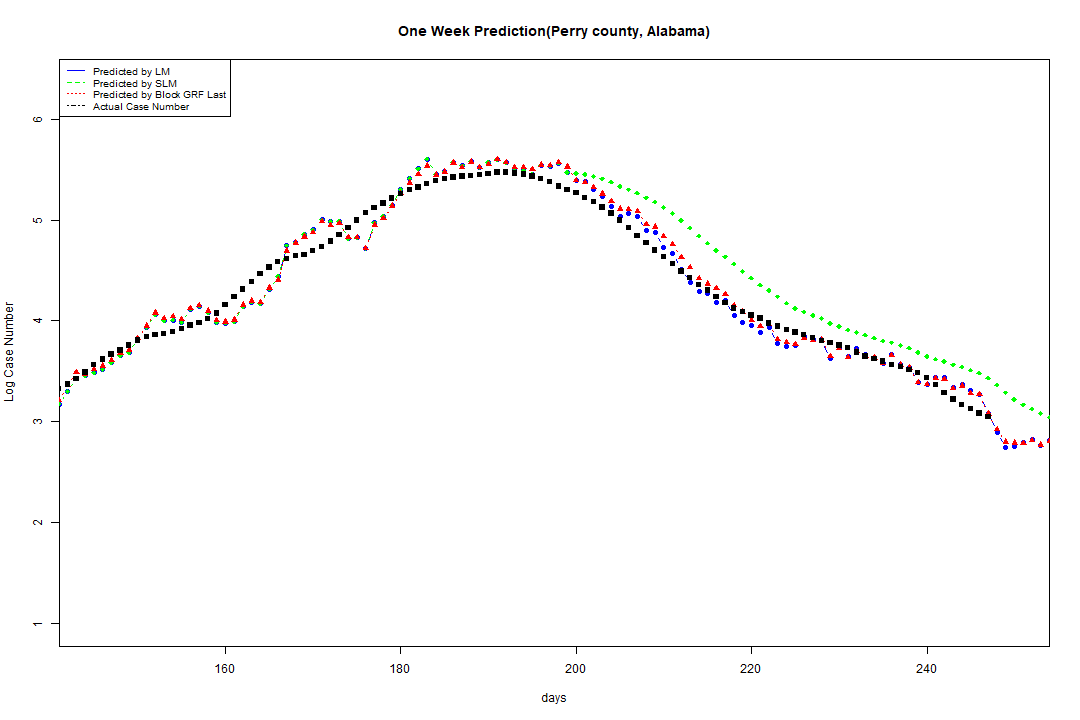 One Week Prediction(Perry county, Alabama)
Predicted by LM
Predicted by SLM
Predicted by Block GRF Last
Actual Case Number
6
5
4
3
2
1
Log Case Number
160 180 200 220 240
days